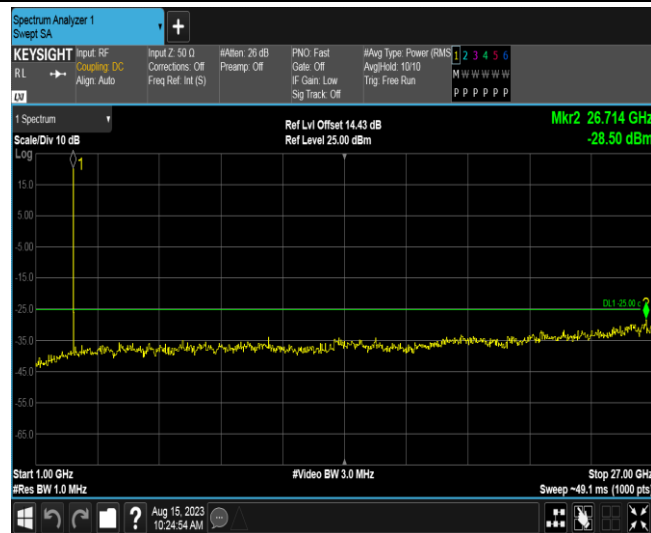 Spectrum Analyzer 1
Swept SA
+
KEYSIGHT
RL
LXI
Input: RF
Coupling: DC
Align: Auto
Input Z: 50 Ω
Corrections: Off
Freq Ref: Int (S)
#Atten: 26 dB
Preamp: Off
PNO: Fast
Gate: Off
IF Gain: Low
Sig Track: Off
#Avg Type: Power (RMS
Avg|Hold: 10/10
Trig: Free Run
1 2 3 4 5 6
M W W W W W
P P P P P P
1 Spectrum
Scale/Div 10 dB
Ref Lvl Offset 14.43 dB
Ref Level 25.00 dBm
Mkr2 26.714 GHz
-28.50 dBm
Log
1
15.0
5.00
-5.00
-15.0
-25.0
DL1 -25.00
2
-35.0
-45.0
-55.0
-65.0
Start 1.00 GHz
#Res BW 1.0 MHz
#Video BW 3.0 MHz
Stop 27.00 GHz
Sweep ~49.1 ms (1000 pts)
?
Aug 15, 2023
10:24:54 AM